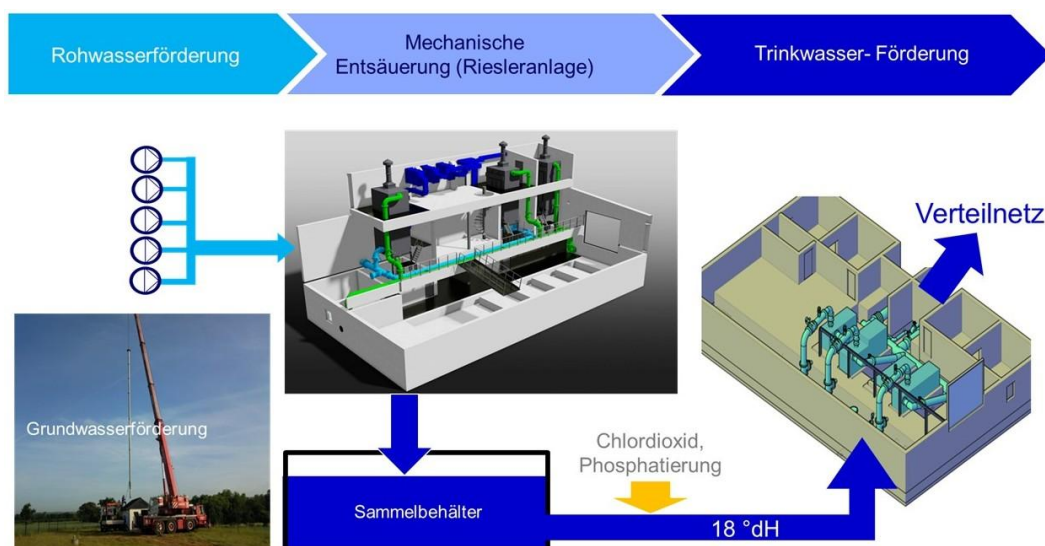 Rohwasserförderung
Mechanische
Entsäuerung (Riesleranlage)
Trinkwasser- Förderung
Verteilnetz
Grundwasserförderung
Chlordioxid,
Phosphatierung
Sammelbehälter
18 °dH